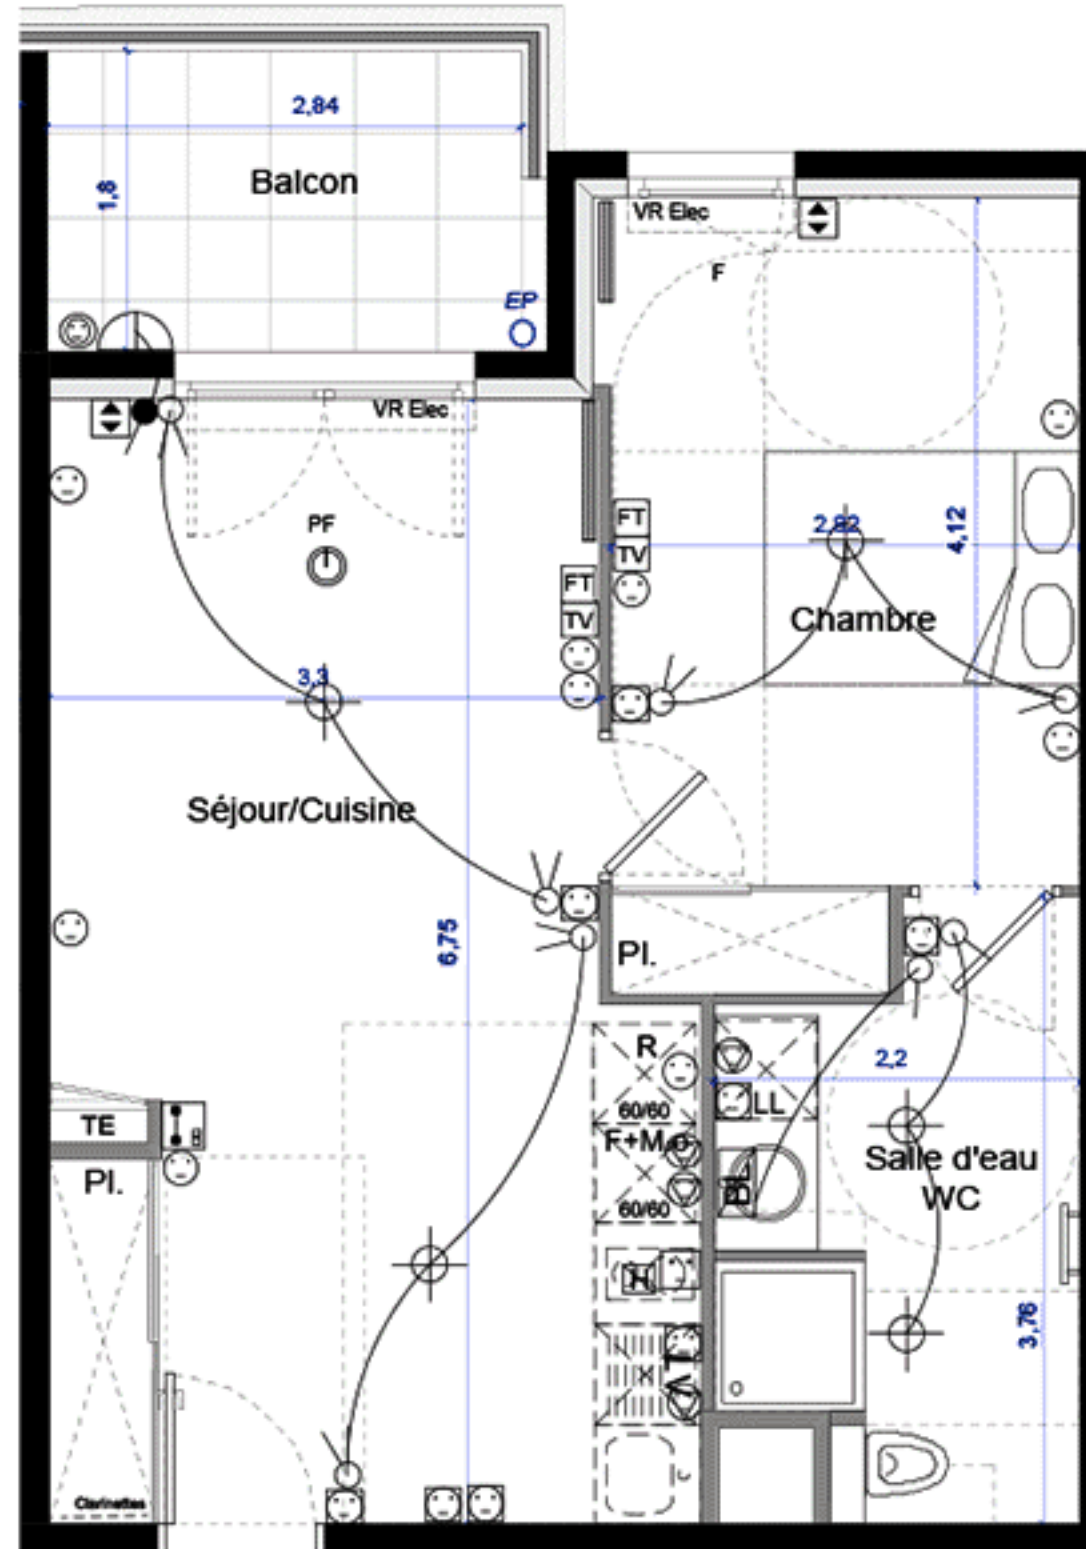 2,84
Balcon
1,8
EP
VR Elec
F
VR Elec
PF
FT
TV
FT
TV
2,82
4,12
Chambre
3,3
Séjour/Cuisine
6,75
Pl.
R
60/60
LL
2,2
TE
F+M.o
Pl.
BL
Salle d'eau
WC
60/60
H
3,76
LV
C
Clarinettes